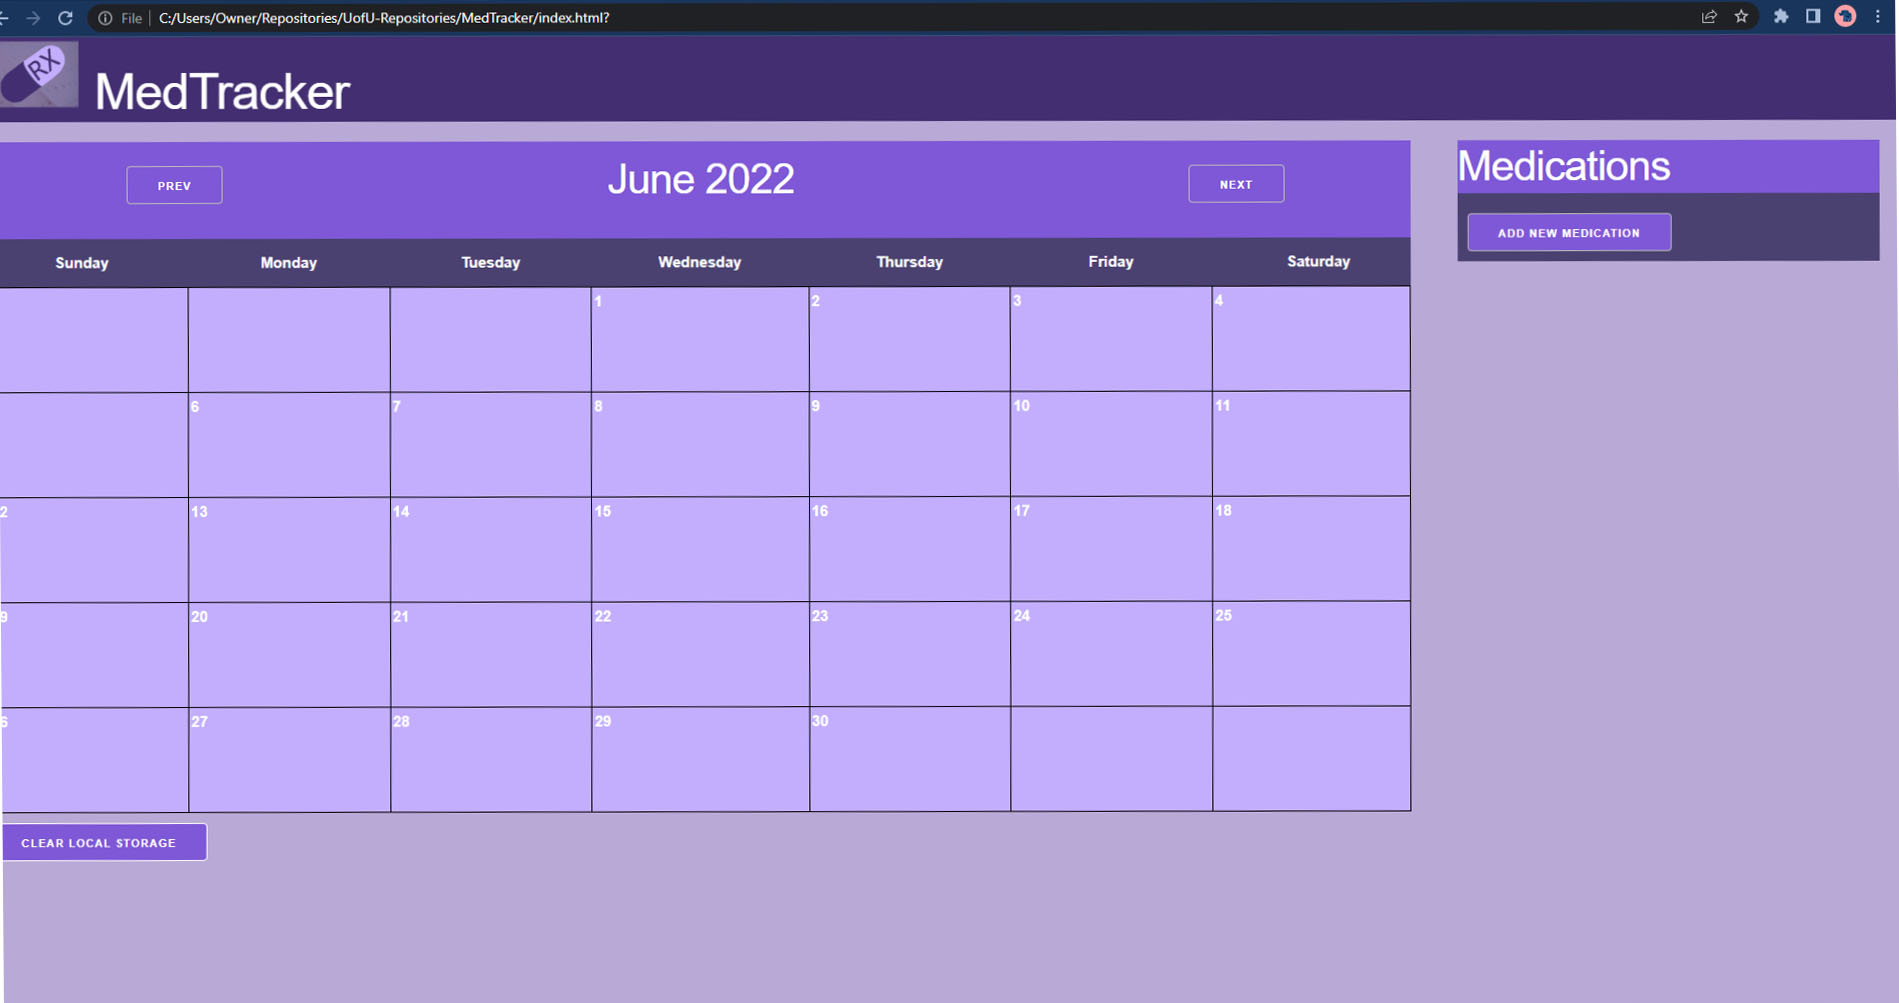 File C:/Users/Owner/Repositories/UofU-Repositories/MedTracker/index.html?
RX
MedTracker
PREV June 2022 NEXT
Sunday Monday Tuesday Wednesday Thursday Friday Saturday
1 2 3 4
6 7 8 9 10 11
2 13 14 15 16 17 18
9 20 21 22 23 24 25
6 27 28 29 30
CLEAR LOCAL STORAGE
Medications
ADD NEW MEDICATION